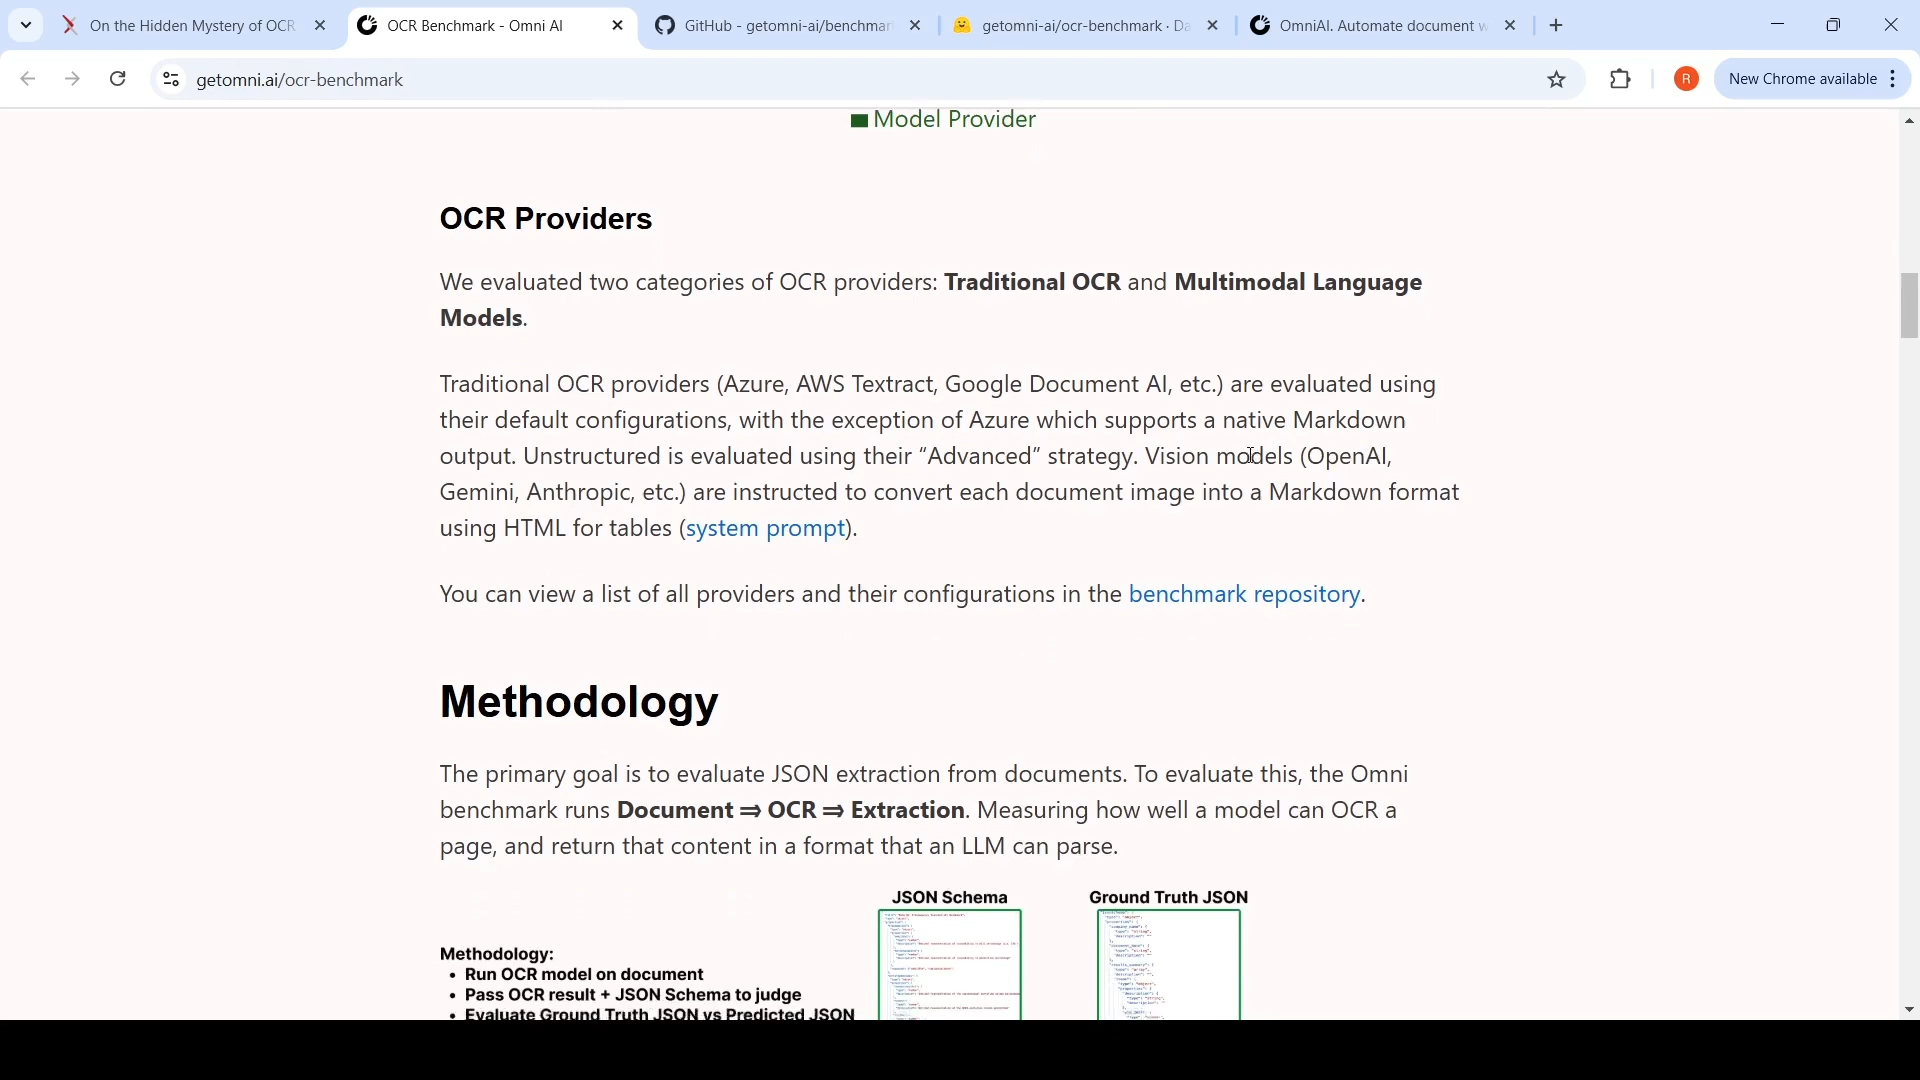 On the Hidden Mystery of OCR
OCR Benchmark - Omni AI
GitHub - getomni-ai/benchmar
getomni-ai/ocr-benchmark · Da
OmniAI. Automate document w
getomni.ai/ocr-benchmark
R
New Chrome available
Model Provider
OCR Providers
We evaluated two categories of OCR providers: Traditional OCR and Multimodal Language
Models.
Traditional OCR providers (Azure, AWS Textract, Google Document AI, etc.) are evaluated using
their default configurations, with the exception of Azure which supports a native Markdown
output. Unstructured is evaluated using their “Advanced” strategy. Vision models (OpenAI,
Gemini, Anthropic, etc.) are instructed to convert each document image into a Markdown format
using HTML for tables (system prompt).
You can view a list of all providers and their configurations in the benchmark repository.
Methodology
The primary goal is to evaluate JSON extraction from documents. To evaluate this, the Omni
benchmark runs Document ⇒ OCR ⇒ Extraction. Measuring how well a model can OCR a
page, and return that content in a format that an LLM can parse.
JSON Schema
Ground Truth JSON
Methodology:
• Run OCR model on document
• Pass OCR result + JSON Schema to judge
• Evaluate Ground Truth JSON vs Predicted JSON